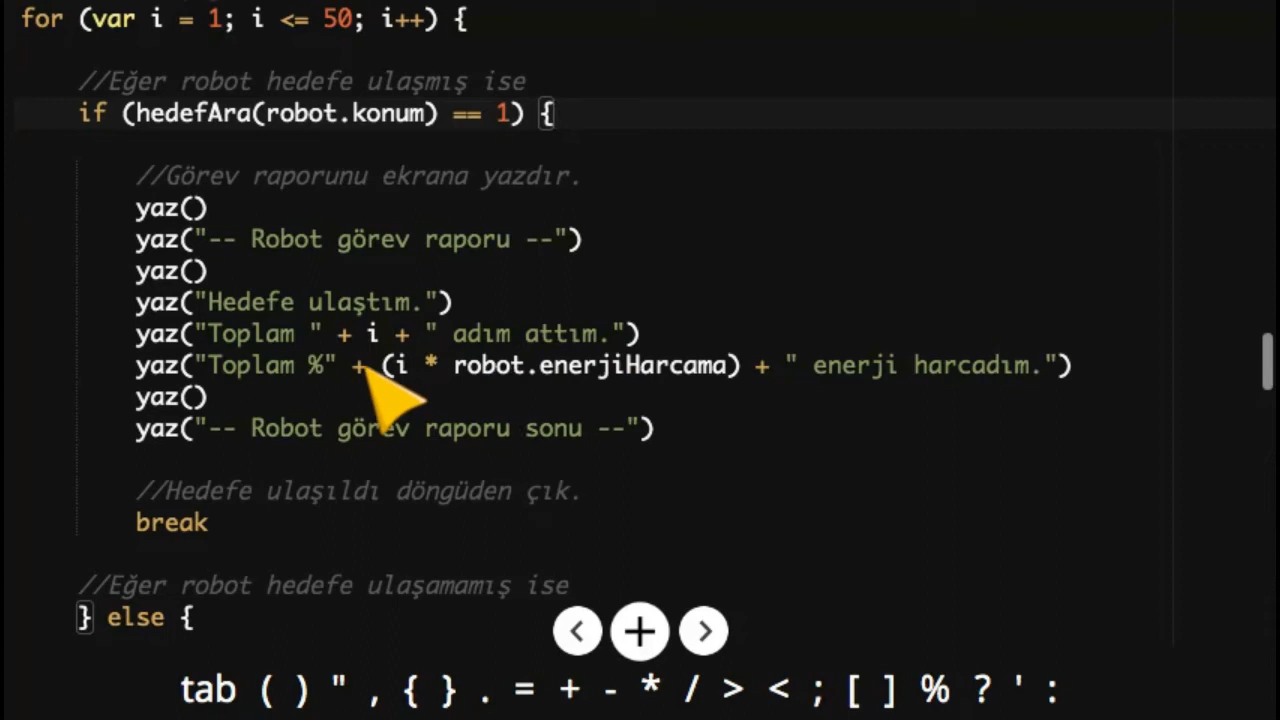 for (var i = 1; i <= 50; i++) {
//Eğer robot hedefe ulaşmış ise
if (hedefAra(robot.konum) == 1) {
//Görev raporunu ekrana yazdır.
yaz()
yaz("-- Robot görev raporu --")
yaz()
yaz("Hedefe ulaştım.")
yaz("Toplam " + i + " adım attım.")
yaz("Toplam %" + (i * robot.enerjiHarcama) + " enerji harcadım.")
yaz()
yaz("-- Robot görev raporu sonu --")
//Hedefe ulaşıldı döngüden çık.
break
//Eğer robot hedefe ulaşamamış ise
} else {
tab ( ) " , { } . = + - * / > < ; [ ] % ? ' :